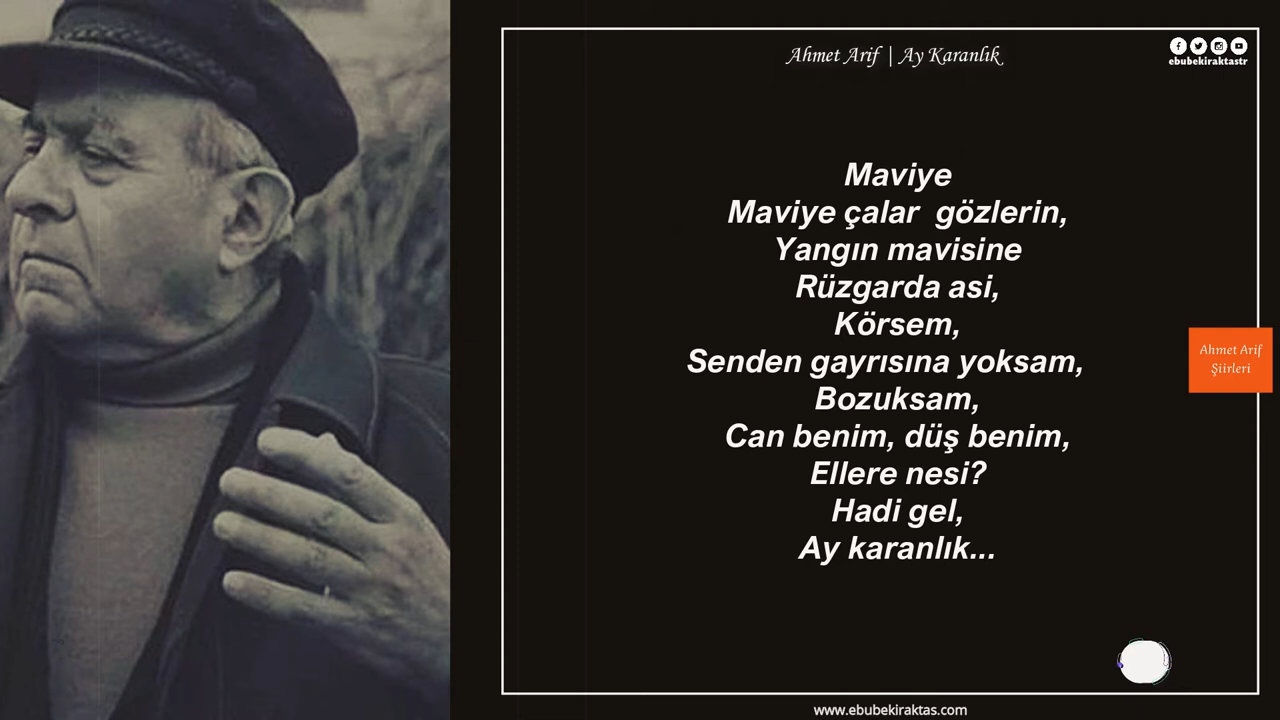 Ahmet Arif | Ay Karanlık
ebubekiraktastr
Maviye
Maviye çalar gözlerin,
Yangın mavisine
Rüzgarda asi,
Körsem,
Senden gayrısına yoksam,
Bozuksam,
Can benim, düş benim,
Ellere nesi?
Hadi gel,
Ay karanlık...
Ahmet Arif
Şiirleri
www.ebubekiraktas.com